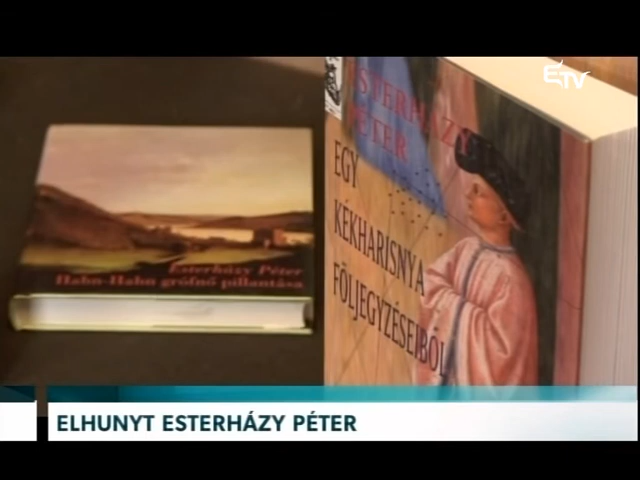 ETV
ESTERHÁZY
PÉTER
EGY
KÉKHARISNYA
FÖLJEGYZÉSEIBŐL
Esterházy Péter
Hahn-Hahn grófnő pillantása
ELHUNYT ESTERHÁZY PÉTER